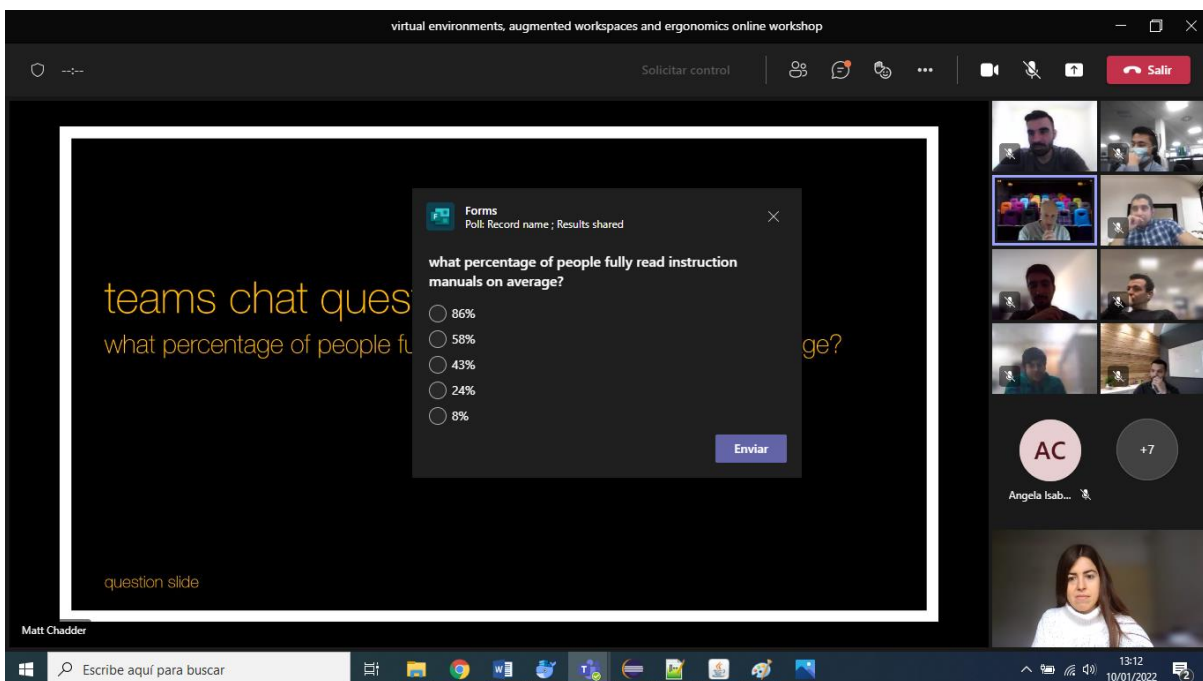 virtual environments, augmented workspaces and ergonomics online workshop
--:--
Solicitar control
Salir
Forms
Poll: Record name ; Results shared
what percentage of people fully read instruction
manuals on average?
86%
58%
43%
24%
8%
Enviar
teams chat ques
what percentage of people fu
ge?
question slide
Matt Chadder
AC
+7
Angela Isab...
Escribe aquí para buscar
13:12
10/01/2022
2